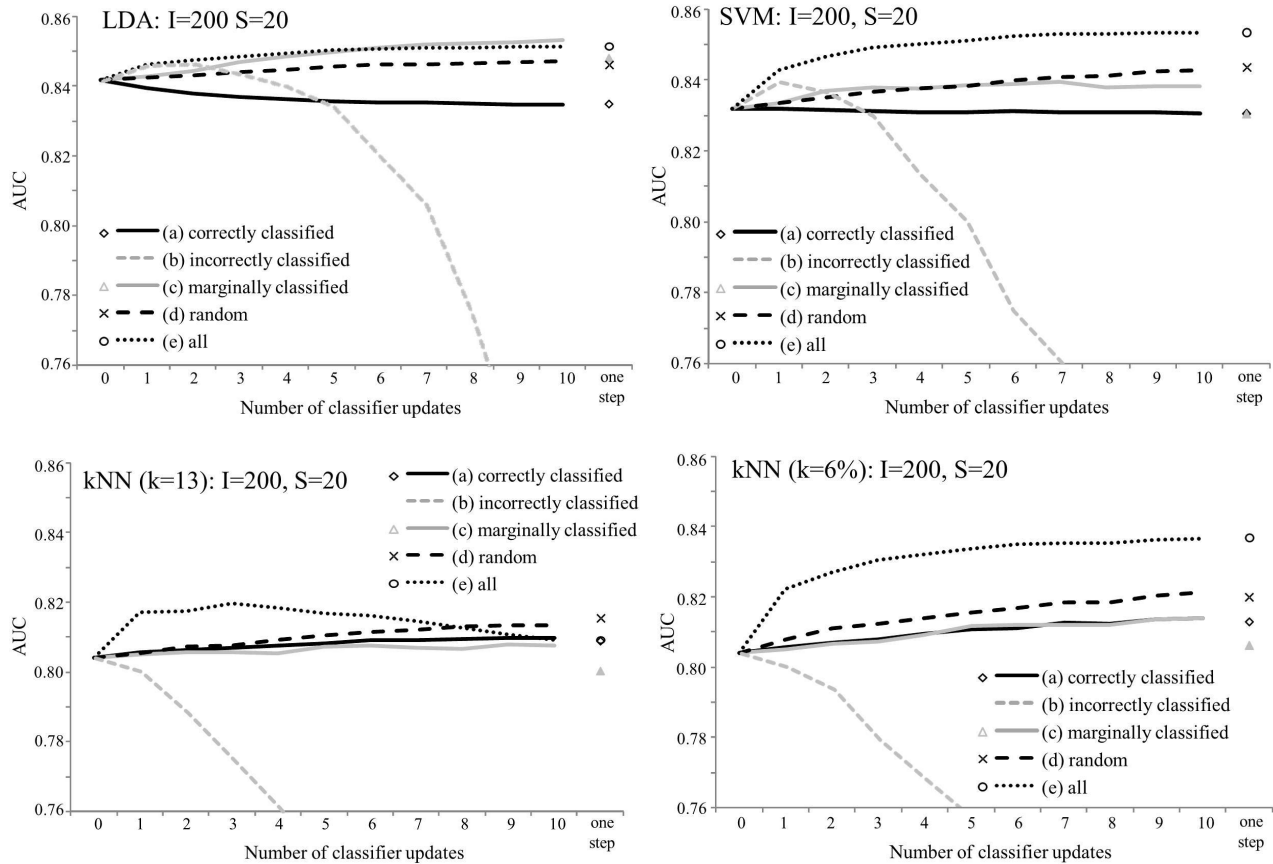 LDA: I=200 S=20
0.86
0.84
0.82
0.80
0.78
0.76
AUC
(a) correctly classified
(b) incorrectly classified
(c) marginally classified
(d) random
(e) all
0 1 2 3 4 5 6 7 8 9 10 one
step
Number of classifier updates
SVM: I=200, S=20
0.86
0.84
0.82
0.80
0.78
0.76
AUC
(a) correctly classified
(b) incorrectly classified
(c) marginally classified
(d) random
(e) all
0 1 2 3 4 5 6 7 8 9 10 one
step
Number of classifier updates
kNN (k=13): I=200, S=20
0.86
0.84
0.82
0.80
0.78
0.76
AUC
(a) correctly classified
(b) incorrectly classified
(c) marginally classified
(d) random
(e) all
0 1 2 3 4 5 6 7 8 9 10 one
step
Number of classifier updates
kNN (k=6%): I=200, S=20
0.86
0.84
0.82
0.80
0.78
0.76
AUC
(a) correctly classified
(b) incorrectly classified
(c) marginally classified
(d) random
(e) all
0 1 2 3 4 5 6 7 8 9 10 one
step
Number of classifier updates